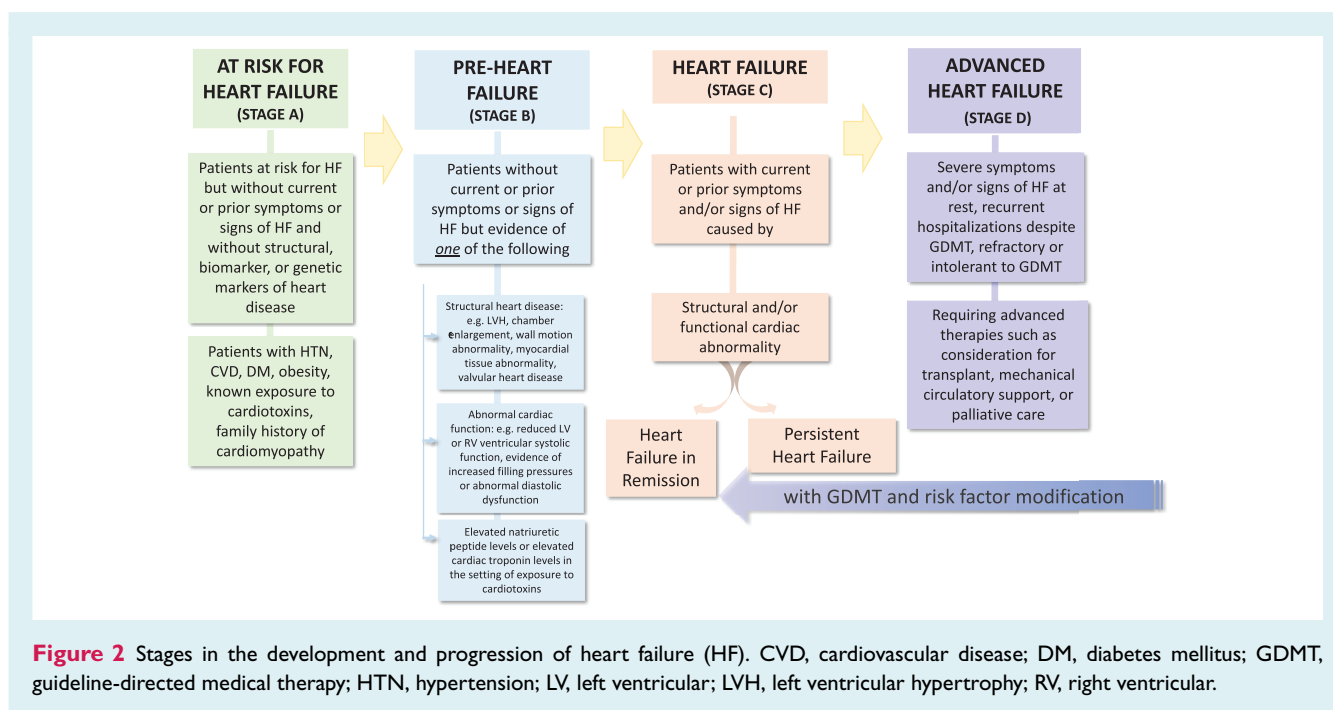 AT RISK FOR
HEART FAILURE
(STAGE A)
Patients at risk for HF
but without current
or prior symptoms or
signs of HF and
without structural,
biomarker, or genetic
markers of heart
disease
Patients with HTN,
CVD, DM, obesity,
known exposure to
cardiotoxins,
family history of
cardiomyopathy
PRE-HEART
FAILURE
(STAGE B)
Patients without
current or prior
symptoms or signs of
HF but evidence of
one of the following
Structural heart disease:
e.g. LVH, chamber
enlargement, wall motion
abnormality, myocardial
tissue abnormality,
valvular heart disease
Abnormal cardiac
function: e.g. reduced LV
or RV ventricular systolic
function, evidence of
increased filling pressures
or abnormal diastolic
dysfunction
Elevated natriuretic
peptide levels or elevated
cardiac troponin levels in
the setting of exposure to
cardiotoxins
HEART FAILURE
(STAGE C)
Patients with current
or prior symptoms
and/or signs of HF
caused by
Structural and/or
functional cardiac
abnormality
Heart
Failure in
Remission
Persistent
Heart Failure
with GDMT and risk factor modification
ADVANCED
HEART FAILURE
(STAGE D)
Severe symptoms
and/or signs of HF at
rest, recurrent
hospitalizations despite
GDMT, refractory or
intolerant to GDMT
Requiring advanced
therapies such as
consideration for
transplant, mechanical
circulatory support, or
palliative care
Figure 2 Stages in the development and progression of heart failure (HF). CVD, cardiovascular disease; DM, diabetes mellitus; GDMT,
guideline-directed medical therapy; HTN, hypertension; LV, left ventricular; LVH, left ventricular hypertrophy; RV, right ventricular.